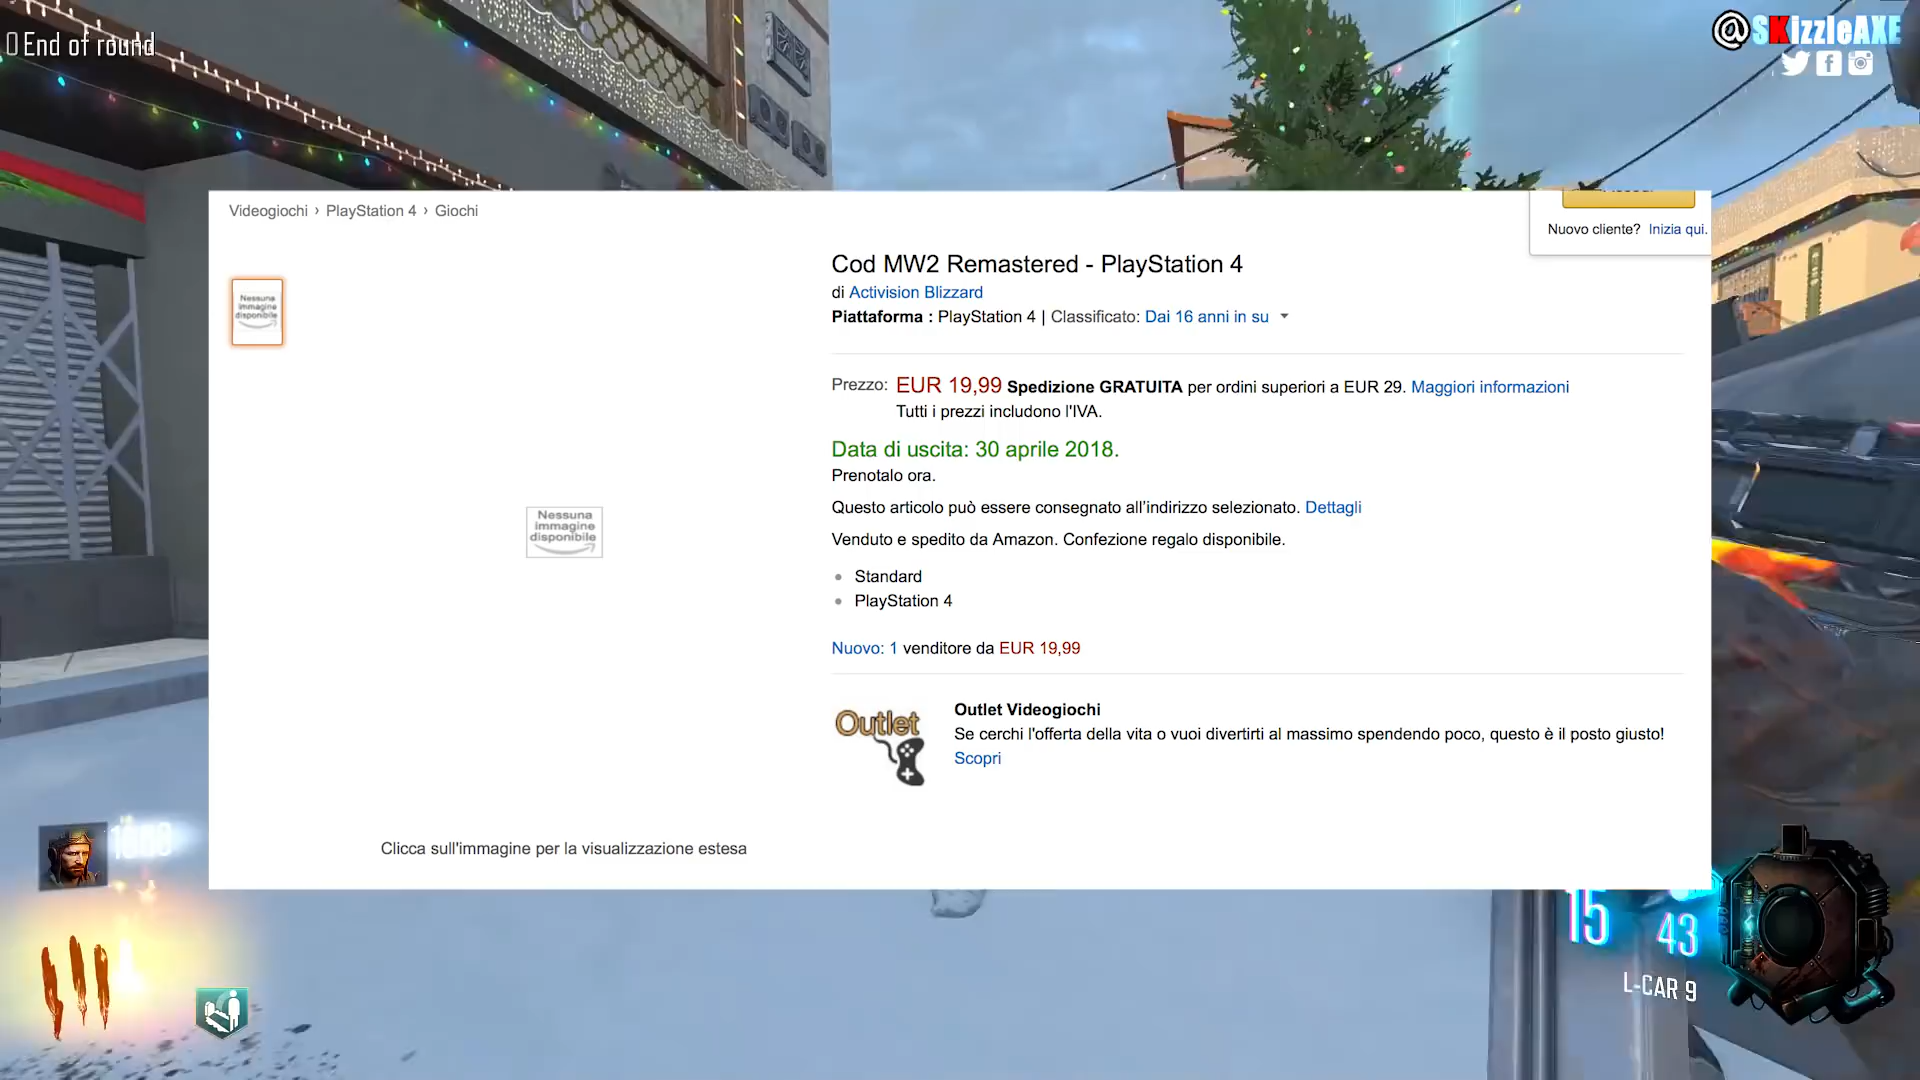 0 End of round
@SKizzleAXE
Videogiochi › PlayStation 4 › Giochi
Nuovo cliente? Inizia qui.
Nessuna
immagine
disponibile
Cod MW2 Remastered - PlayStation 4
di Activision Blizzard
Piattaforma : PlayStation 4 | Classificato: Dai 16 anni in su
Prezzo: EUR 19,99 Spedizione GRATUITA per ordini superiori a EUR 29. Maggiori informazioni
Tutti i prezzi includono l'IVA.
Data di uscita: 30 aprile 2018.
Prenotalo ora.
Questo articolo può essere consegnato all'indirizzo selezionato. Dettagli
Nessuna
immagine
disponibile
Venduto e spedito da Amazon. Confezione regalo disponibile.
Standard
PlayStation 4
Nuovo: 1 venditore da EUR 19,99
Outlet
Outlet Videogiochi
Se cerchi l'offerta della vita o vuoi divertirti al massimo spendendo poco, questo è il posto giusto!
Scopri
Clicca sull'immagine per la visualizzazione estesa
15 43
L-CAR 9